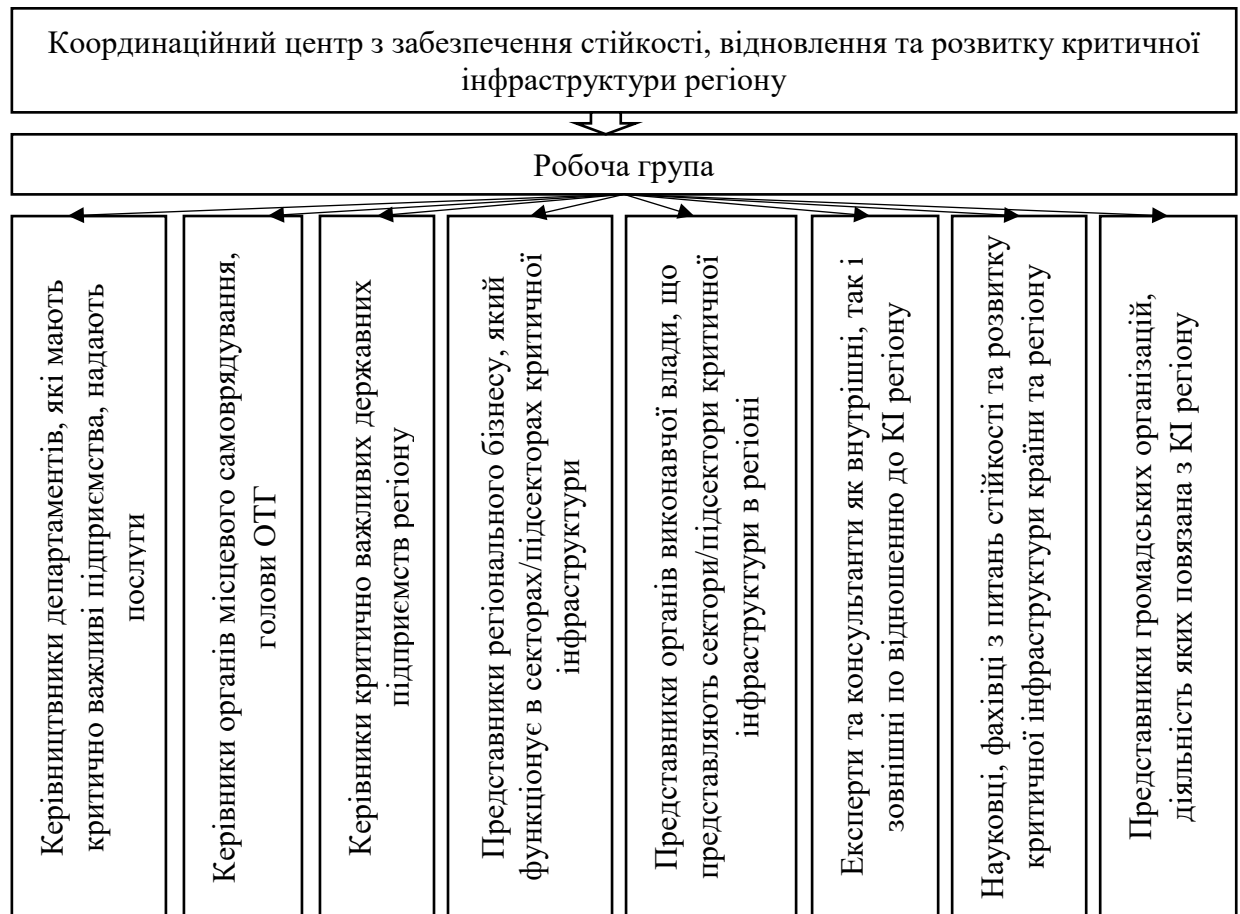 Координаційний центр з забезпечення стійкості, відновлення та розвитку критичної
інфраструктури регіону
Робоча група
Керівництвники департаментів, які мають
критично важливі підприємства, надають
послуги
Керівники органів місцевого самоврядування,
голови ОТГ
Керівники критично важливих державних
підприємств регіону
Представники регіонального бізнесу, який
функціонує в секторах/підсекторах критичної
інфраструктури
Представники органів виконавчої влади, що
представляють сектори/підсектори критичної
інфраструктури в регіоні
Експерти та консультанти як внутрішні, так і
зовнішні по відношенню до КІ регіону
Науковці, фахівці з питань стійкості та розвитку
критичної інфраструктури країни та регіону
Представники громадських організацій,
діяльність яких повязана з КІ регіону